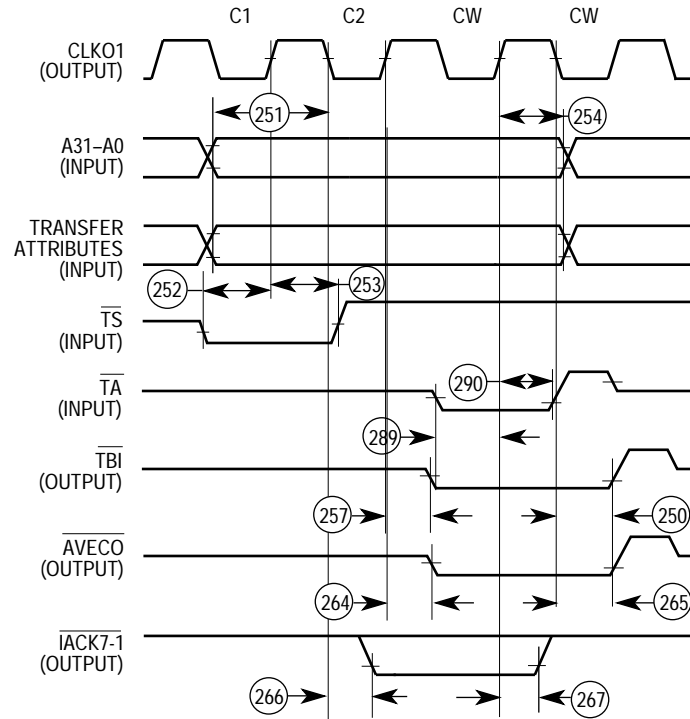 C1 C2 CW CW
CLKO1
(OUTPUT)
251 254
A31–A0
(INPUT)
TRANSFER
ATTRIBUTES
(INPUT)
252 253
TS
(INPUT)
TA
(INPUT)
290
289
TBI
(OUTPUT)
257 250
AVECO
(OUTPUT)
264 265
IACK7-1
(OUTPUT)
266 267